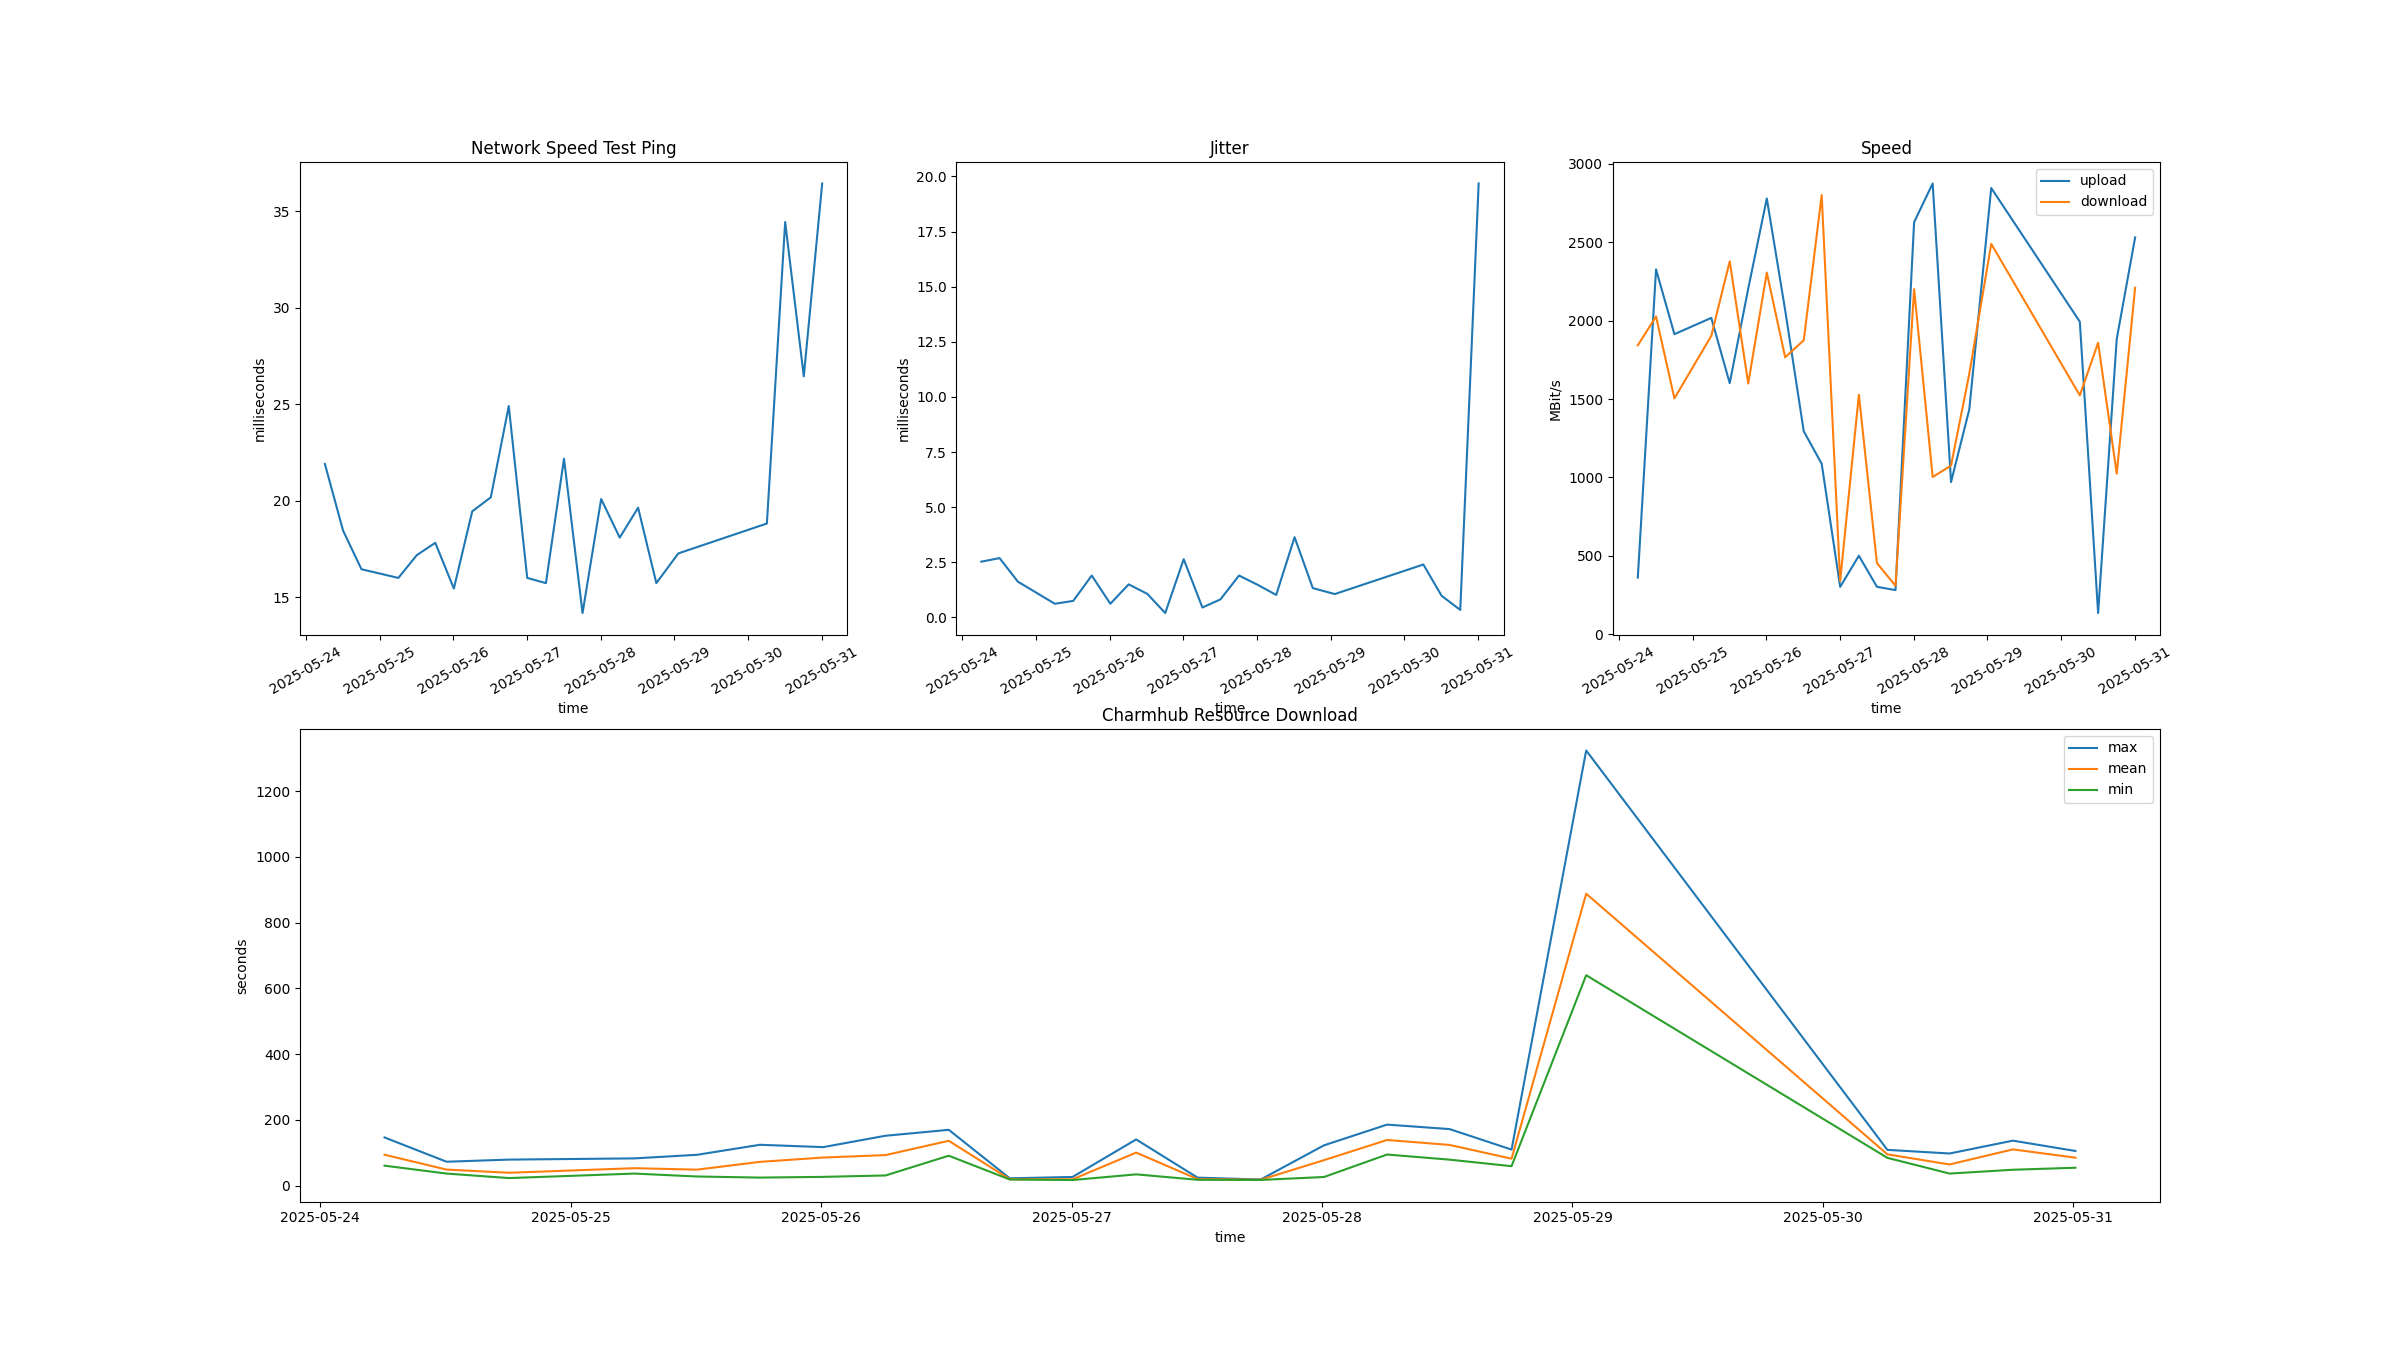 Network Speed Test Ping
milliseconds
35
30
25
20
15
2025-05-24 2025-05-25 2025-05-26 2025-05-27 2025-05-28 2025-05-29 2025-05-30 2025-05-31
time
Jitter
milliseconds
20.0
17.5
15.0
12.5
10.0
7.5
5.0
2.5
0.0
2025-05-24 2025-05-25 2025-05-26 2025-05-27 2025-05-28 2025-05-29 2025-05-30 2025-05-31
time
Speed
MBit/s
3000
2500
2000
1500
1000
500
0
upload
download
2025-05-24 2025-05-25 2025-05-26 2025-05-27 2025-05-28 2025-05-29 2025-05-30 2025-05-31
time
Charmhub Resource Download
seconds
1200
1000
800
600
400
200
0
max
mean
min
2025-05-24 2025-05-25 2025-05-26 2025-05-27 2025-05-28 2025-05-29 2025-05-30 2025-05-31
time